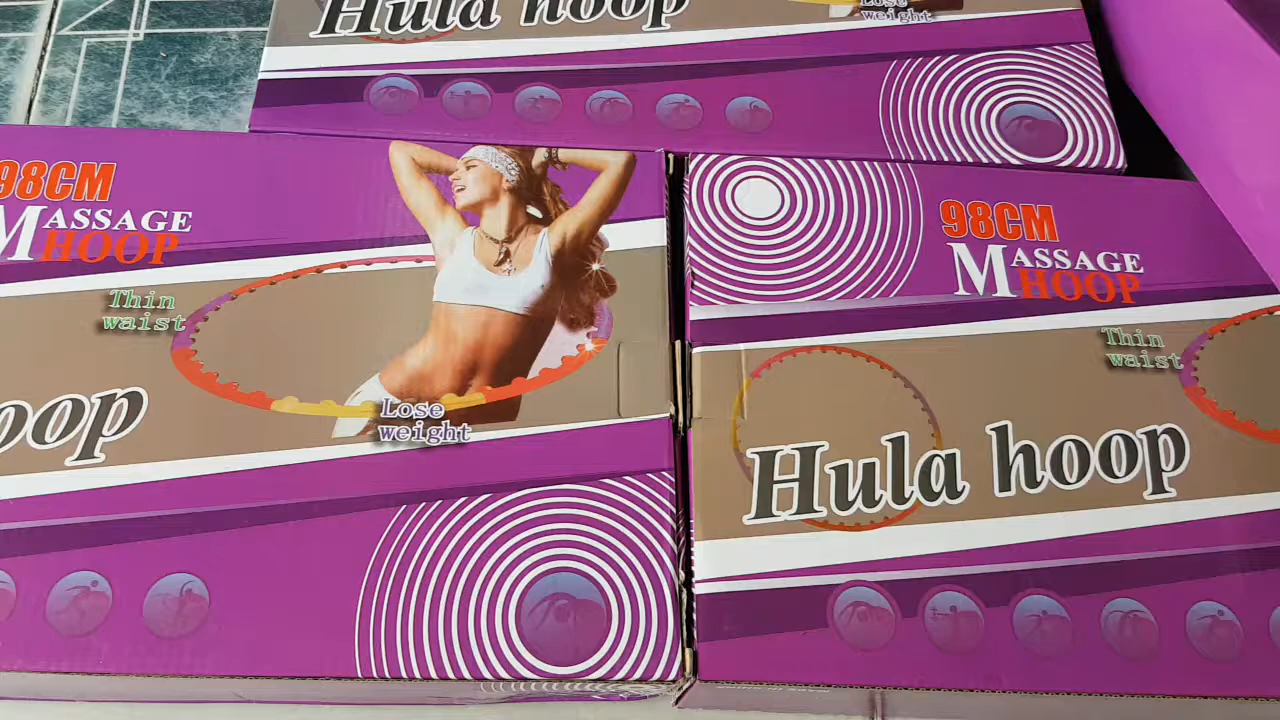 Hula hoop
Lose
weight
98CM
MASSAGE
HOOP
Thin
waist
oop
Lose
weight
98CM
MASSAGE
HOOP
Thin
waist
Hula hoop